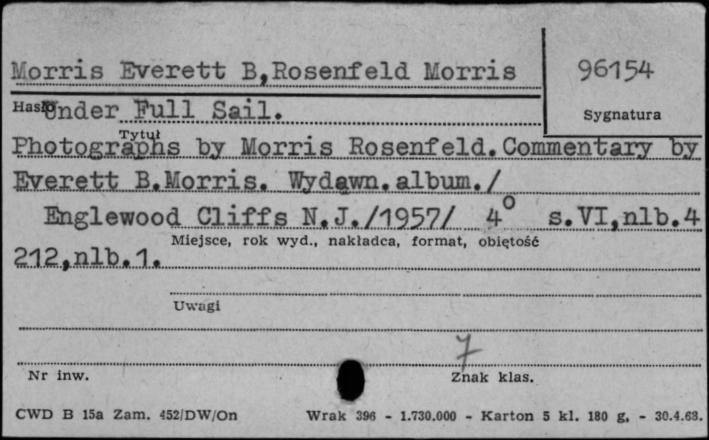 Morris Everett B,Rosenfeld Morris
96154
Hasło
Under Full Sail.
Sygnatura
Tytuł
Photographs by Morris Rosenfeld.Commentary by
Everett B.Morris. Wydawn.album./
Englewood Cliffs N.J./1957/ 4° s.VI,nlb.4
Miejsce, rok wyd., nakładca, format, objętość
212,nlb.1.
Uwagi
7
Nr inw.
Znak klas.
CWD B 15a Zam. 452/DW/On Wrak 396 - 1.730.000 - Karton 5 kl. 180 g, - 30.4.63.